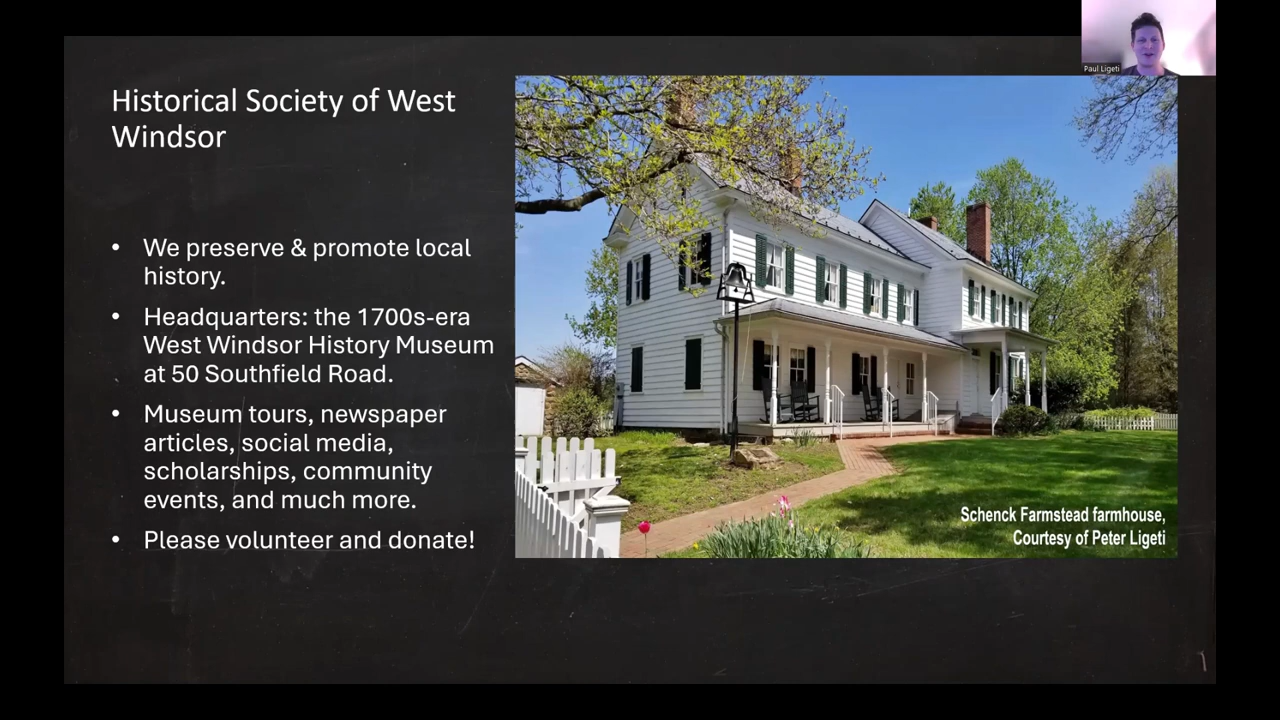 Paul Ligeti
Historical Society of West
Windsor
• We preserve & promote local
history.
• Headquarters: the 1700s-era
West Windsor History Museum
at 50 Southfield Road.
• Museum tours, newspaper
articles, social media,
scholarships, community
events, and much more.
• Please volunteer and donate!
Schenck Farmstead farmhouse,
Courtesy of Peter Ligeti